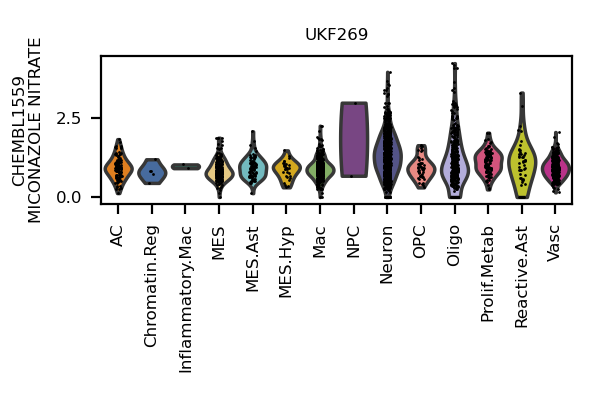 UKF269
CHEMBL1559
MICONAZOLE NITRATE
2.5
0.0
AC
Chromatin.Reg
Inflammatory.Mac
MES
MES.Ast
MES.Hyp
Mac
NPC
Neuron
OPC
Oligo
Prolif.Metab
Reactive.Ast
Vasc